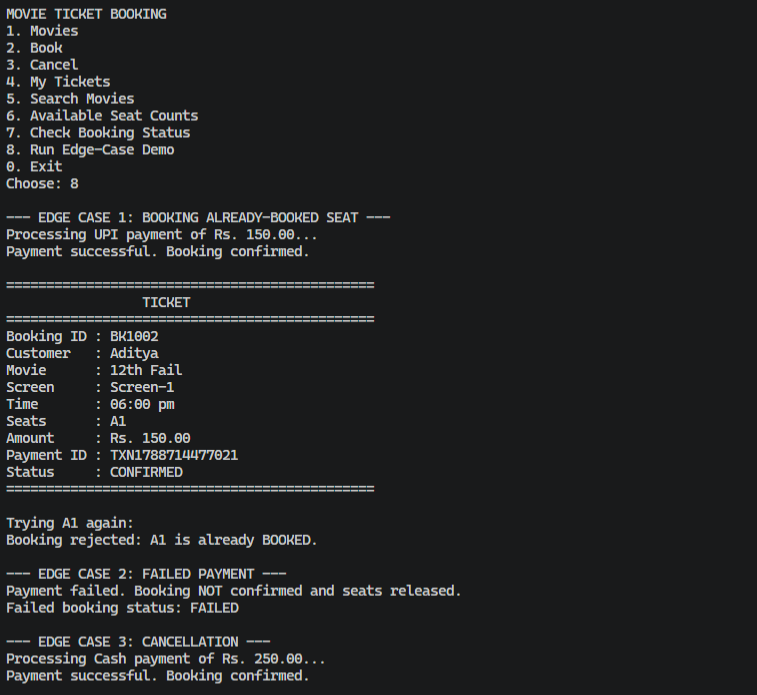 MOVIE TICKET BOOKING
1. Movies
2. Book
3. Cancel
4. My Tickets
5. Search Movies
6. Available Seat Counts
7. Check Booking Status
8. Run Edge-Case Demo
0. Exit
Choose: 8
--- EDGE CASE 1: BOOKING ALREADY-BOOKED SEAT ---
Processing UPI payment of Rs. 150.00...
Payment successful. Booking confirmed.
==============================================
TICKET
==============================================
Booking ID : BK1002
Customer   : Aditya
Movie      : 12th Fail
Screen     : Screen-1
Time       : 06:00 pm
Seats      : A1
Amount     : Rs. 150.00
Payment ID : TXN1788714477021
Status     : CONFIRMED
==============================================
Trying A1 again:
Booking rejected: A1 is already BOOKED.
--- EDGE CASE 2: FAILED PAYMENT ---
Payment failed. Booking NOT confirmed and seats released.
Failed booking status: FAILED
--- EDGE CASE 3: CANCELLATION ---
Processing Cash payment of Rs. 250.00...
Payment successful. Booking confirmed.